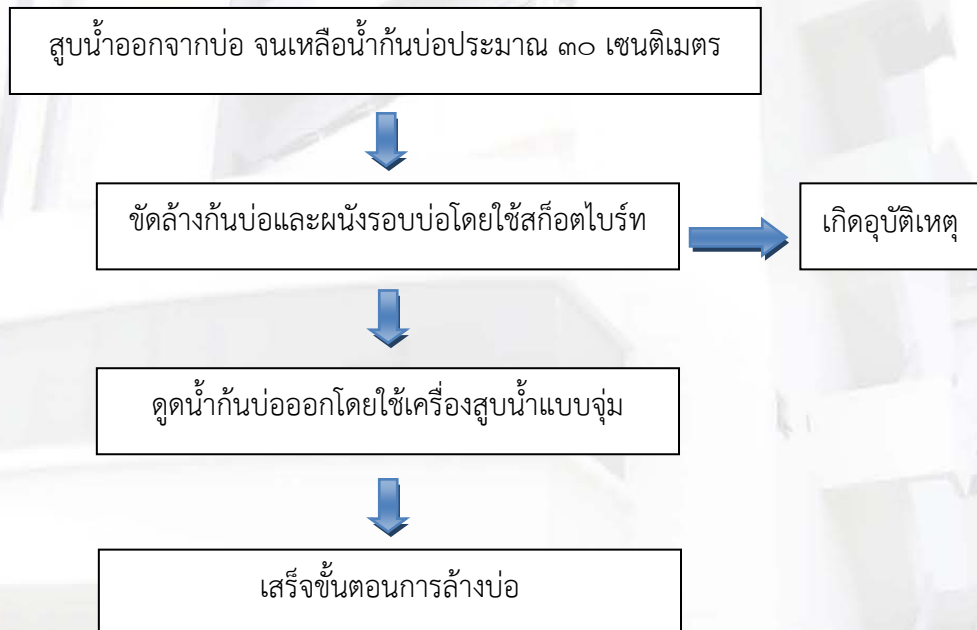 สูบน้ำออกจากบ่อ จนเหลือน้ำก้นบ่อประมาณ ๓๐ เซนติเมตร
ขัดล้างก้นบ่อและผนังรอบบ่อโดยใช้สก็อตไบร์ท
เกิดอุบัติเหตุ
ดูดน้ำก้นบ่อออกโดยใช้เครื่องสูบน้ำแบบจุ่ม
เสร็จขั้นตอนการล้างบ่อ